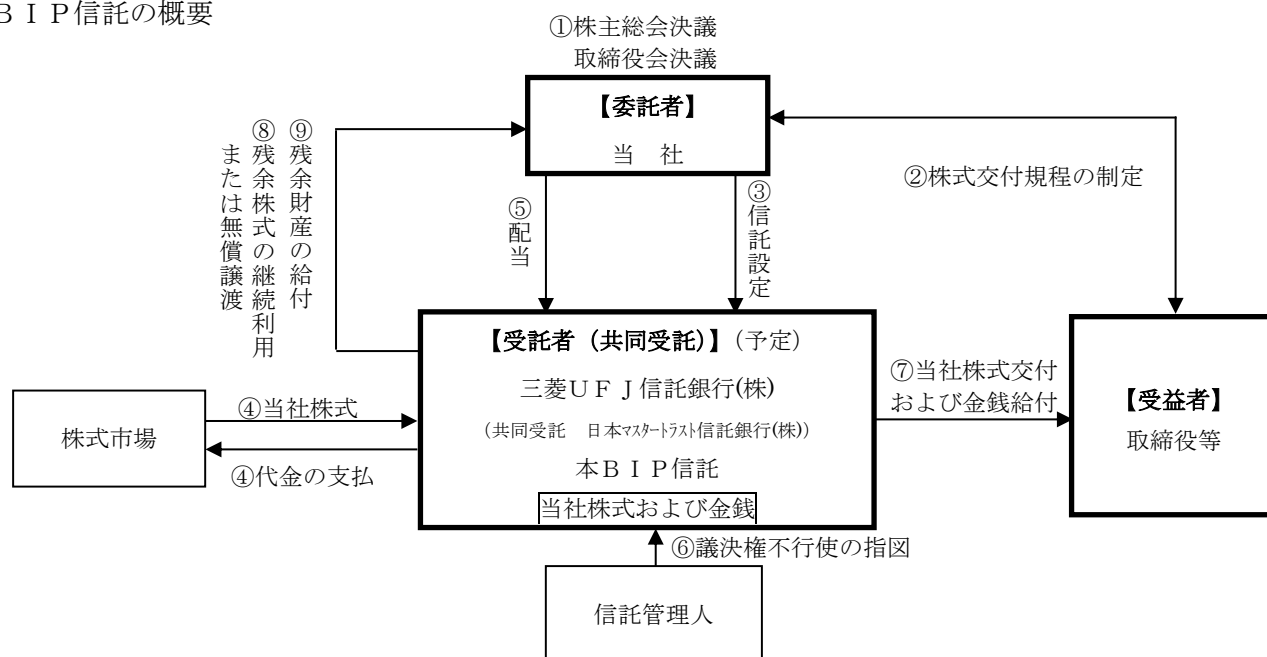 ＢＩＰ信託の概要
①株主総会決議
取締役会決議
【委託者】
当　社
②株式交付規程の制定
⑨残余財産の給付
⑧残余株式の継続利用
または無償譲渡
⑤配当
③信託設定
【受託者（共同受託）】（予定）
三菱ＵＦＪ信託銀行(株)
（共同受託　日本ﾏｽﾀｰﾄﾗｽﾄ信託銀行(株)）
本ＢＩＰ信託
当社株式および金銭
株式市場
④当社株式
④代金の支払
⑦当社株式交付
および金銭給付
【受益者】
取締役等
⑥議決権不行使の指図
信託管理人